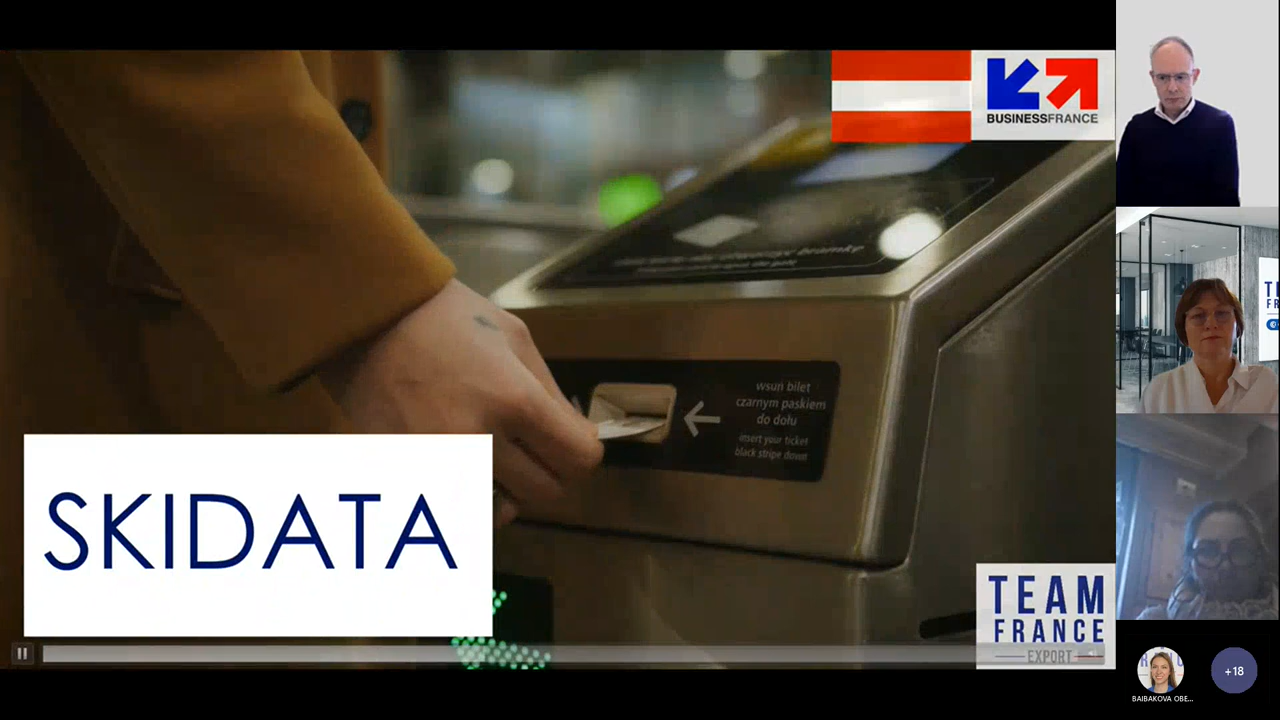 BUSINESSFRANCE
wsuń bilet
czarnym paskiem
do dołu
insert your ticket
black stripe down
SKIDATA
TEAM
FRANCE
EXPORT
BAIBAKOVA OBE...
+18